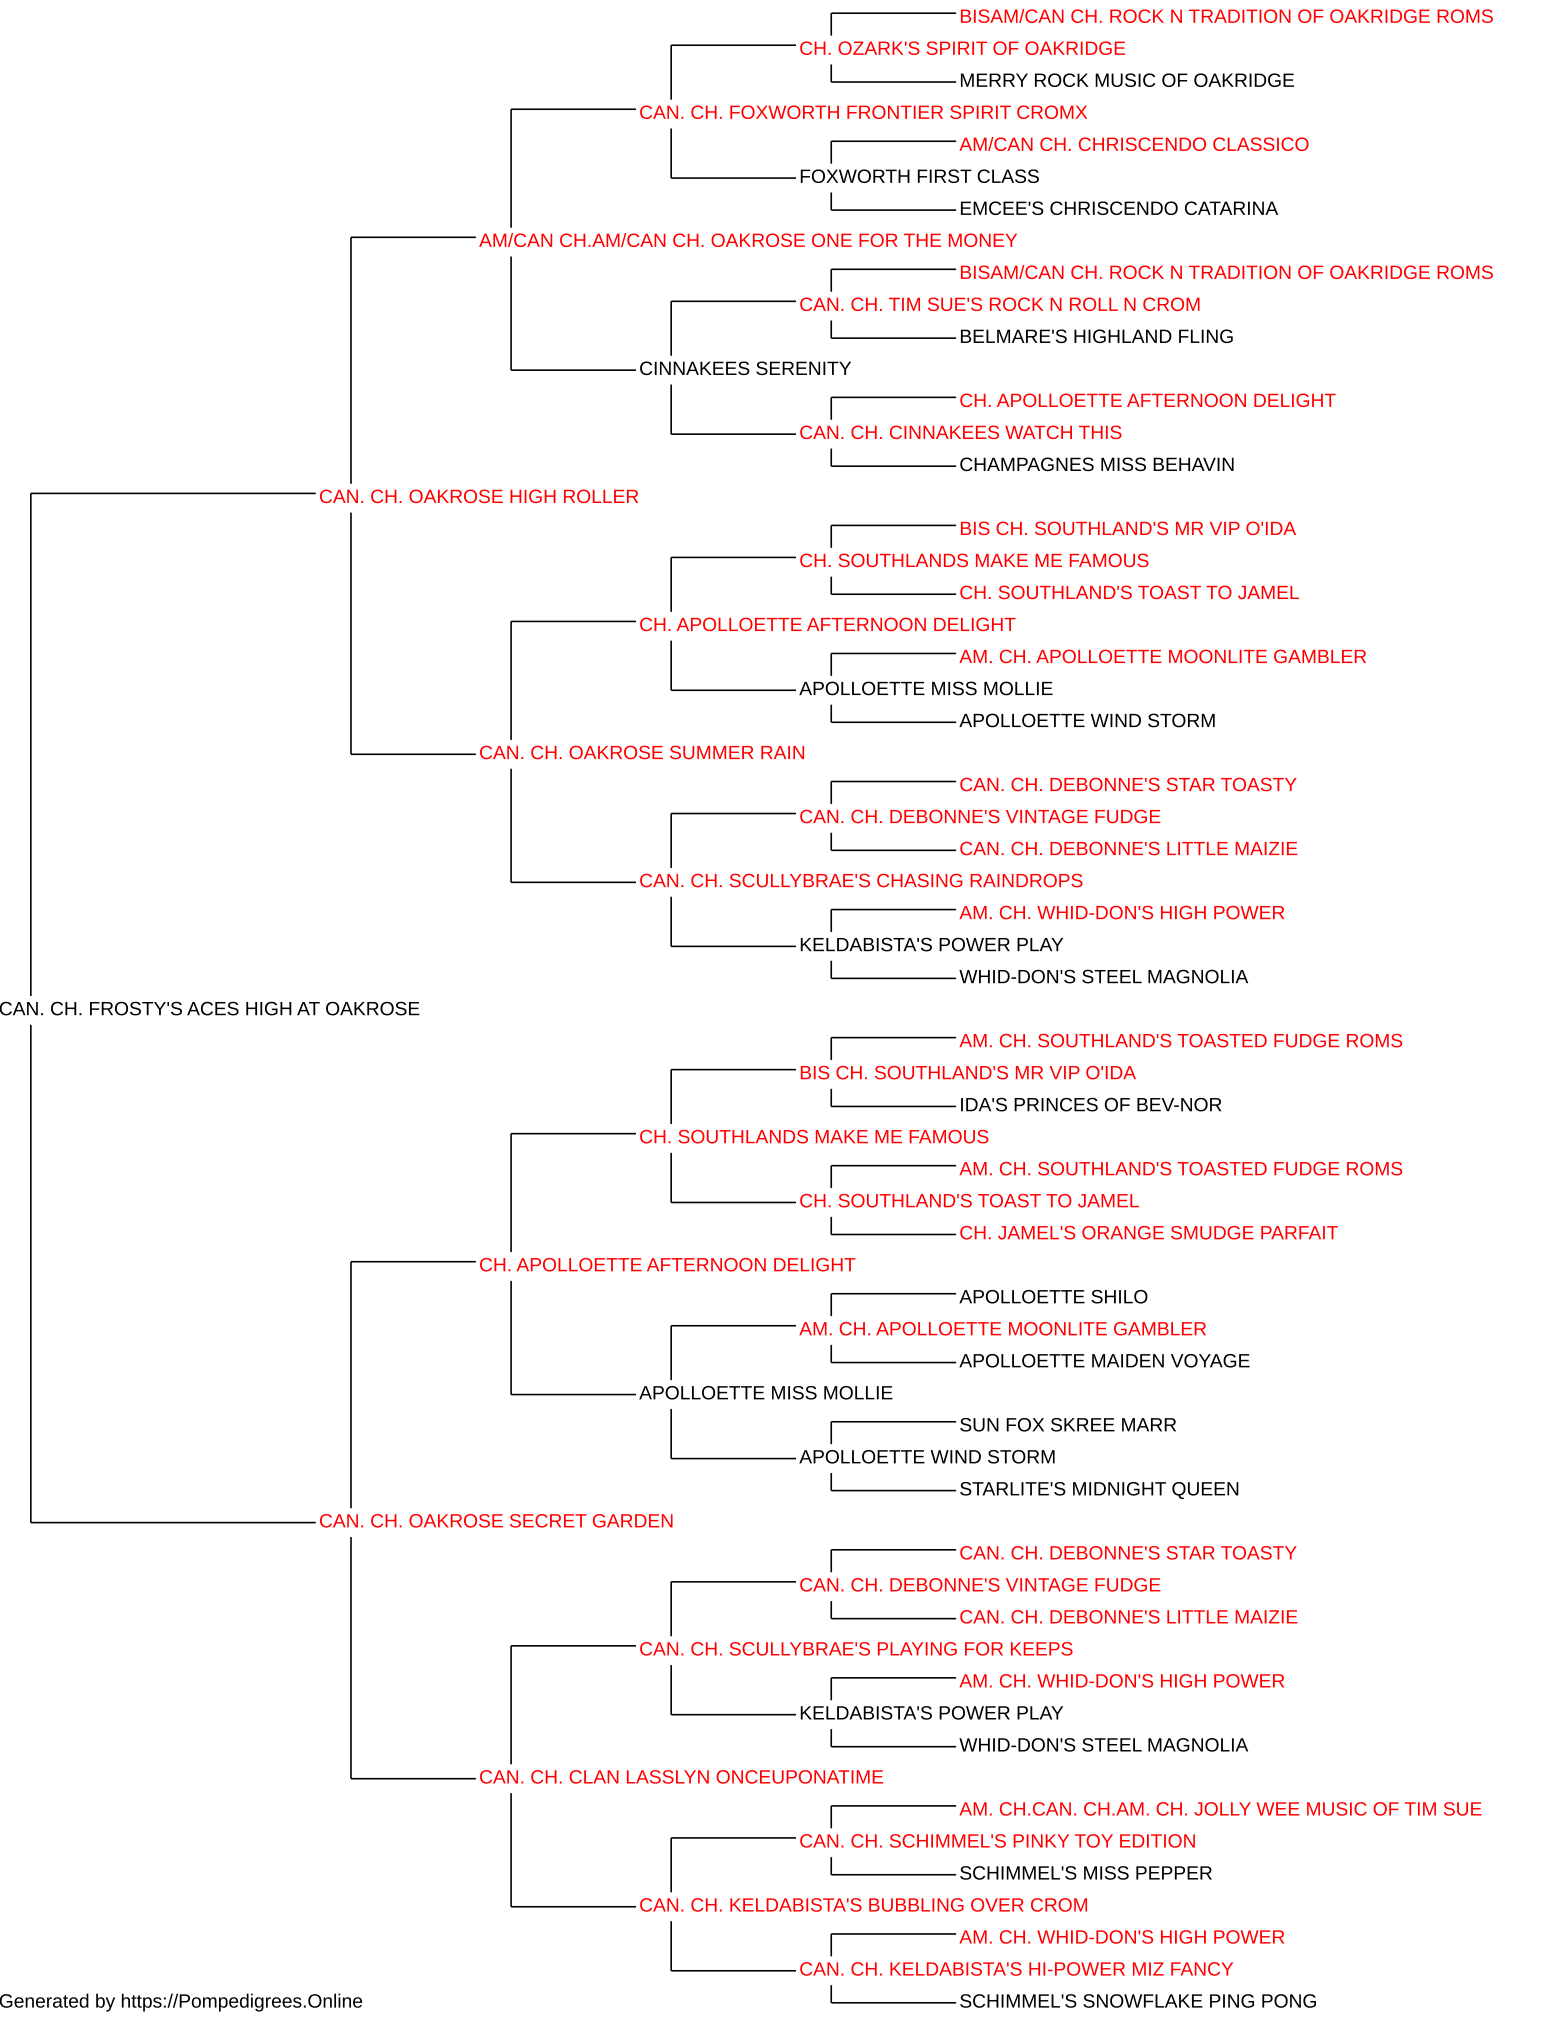 BISAM/CAN CH. ROCK N TRADITION OF OAKRIDGE ROMS
CH. OZARK'S SPIRIT OF OAKRIDGE
MERRY ROCK MUSIC OF OAKRIDGE
CAN. CH. FOXWORTH FRONTIER SPIRIT CROMX
AM/CAN CH. CHRISCENDO CLASSICO
FOXWORTH FIRST CLASS
EMCEE'S CHRISCENDO CATARINA
AM/CAN CH.AM/CAN CH. OAKROSE ONE FOR THE MONEY
BISAM/CAN CH. ROCK N TRADITION OF OAKRIDGE ROMS
CAN. CH. TIM SUE'S ROCK N ROLL N CROM
BELMARE'S HIGHLAND FLING
CINNAKEES SERENITY
CH. APOLLOETTE AFTERNOON DELIGHT
CAN. CH. CINNAKEES WATCH THIS
CHAMPAGNES MISS BEHAVIN
CAN. CH. OAKROSE HIGH ROLLER
BIS CH. SOUTHLAND'S MR VIP O'IDA
CH. SOUTHLANDS MAKE ME FAMOUS
CH. SOUTHLAND'S TOAST TO JAMEL
CH. APOLLOETTE AFTERNOON DELIGHT
AM. CH. APOLLOETTE MOONLITE GAMBLER
APOLLOETTE MISS MOLLIE
APOLLOETTE WIND STORM
CAN. CH. OAKROSE SUMMER RAIN
CAN. CH. DEBONNE'S STAR TOASTY
CAN. CH. DEBONNE'S VINTAGE FUDGE
CAN. CH. DEBONNE'S LITTLE MAIZIE
CAN. CH. SCULLYBRAE'S CHASING RAINDROPS
AM. CH. WHID-DON'S HIGH POWER
KELDABISTA'S POWER PLAY
WHID-DON'S STEEL MAGNOLIA
CAN. CH. FROSTY'S ACES HIGH AT OAKROSE
AM. CH. SOUTHLAND'S TOASTED FUDGE ROMS
BIS CH. SOUTHLAND'S MR VIP O'IDA
IDA'S PRINCES OF BEV-NOR
CH. SOUTHLANDS MAKE ME FAMOUS
AM. CH. SOUTHLAND'S TOASTED FUDGE ROMS
CH. SOUTHLAND'S TOAST TO JAMEL
CH. JAMEL'S ORANGE SMUDGE PARFAIT
CH. APOLLOETTE AFTERNOON DELIGHT
APOLLOETTE SHILO
AM. CH. APOLLOETTE MOONLITE GAMBLER
APOLLOETTE MAIDEN VOYAGE
APOLLOETTE MISS MOLLIE
SUN FOX SKREE MARR
APOLLOETTE WIND STORM
STARLITE'S MIDNIGHT QUEEN
CAN. CH. OAKROSE SECRET GARDEN
CAN. CH. DEBONNE'S STAR TOASTY
CAN. CH. DEBONNE'S VINTAGE FUDGE
CAN. CH. DEBONNE'S LITTLE MAIZIE
CAN. CH. SCULLYBRAE'S PLAYING FOR KEEPS
AM. CH. WHID-DON'S HIGH POWER
KELDABISTA'S POWER PLAY
WHID-DON'S STEEL MAGNOLIA
CAN. CH. CLAN LASSLYN ONCEUPONATIME
AM. CH.CAN. CH.AM. CH. JOLLY WEE MUSIC OF TIM SUE
CAN. CH. SCHIMMEL'S PINKY TOY EDITION
SCHIMMEL'S MISS PEPPER
CAN. CH. KELDABISTA'S BUBBLING OVER CROM
AM. CH. WHID-DON'S HIGH POWER
CAN. CH. KELDABISTA'S HI-POWER MIZ FANCY
SCHIMMEL'S SNOWFLAKE PING PONG
Generated by https://Pompedigrees.Online